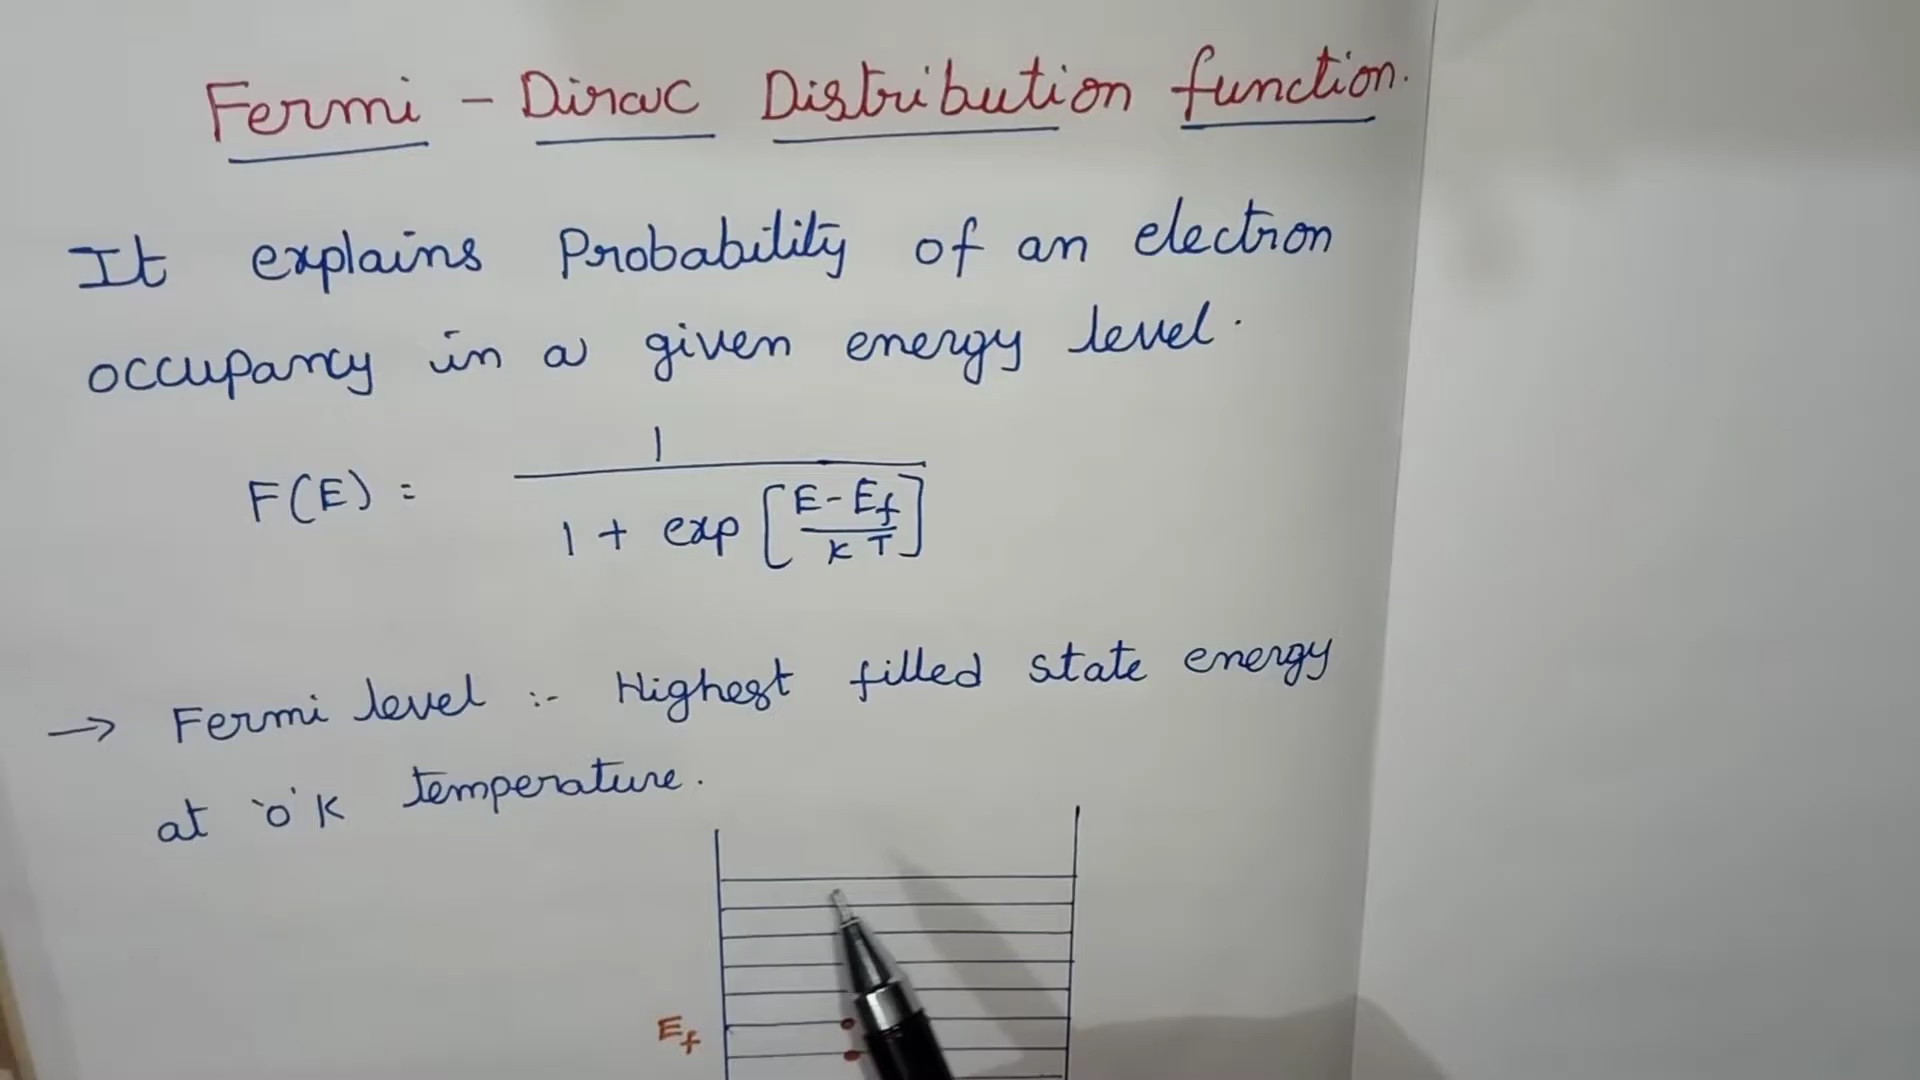 Fermi - Dirac Distribution function.
It explains Probability of an electron
occupancy in a given energy level.
F(E) = 1 / 1 + exp [E - Ef / KT]
→ Fermi level :- Highest filled state energy
at 'o' K temperature.
Ef